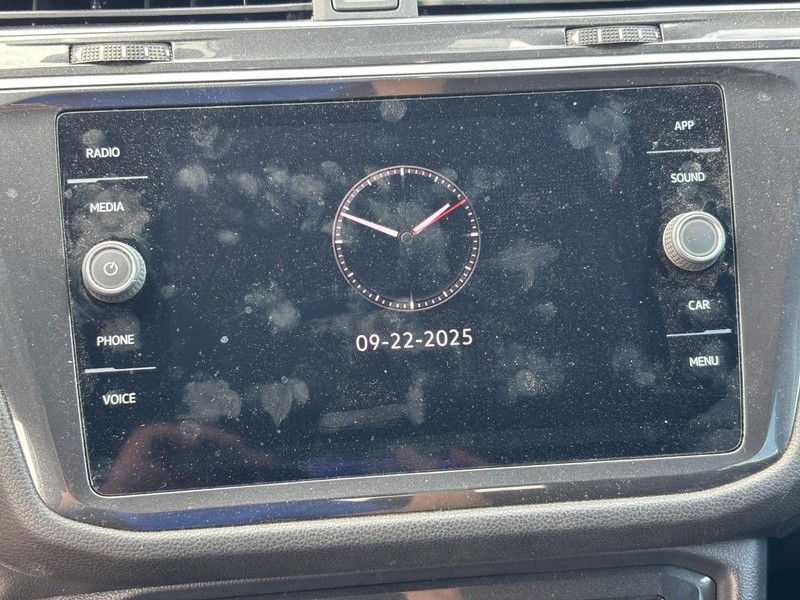 RADIO
MEDIA
PHONE
VOICE
09-22-2025
APP
SOUND
CAR
MENU